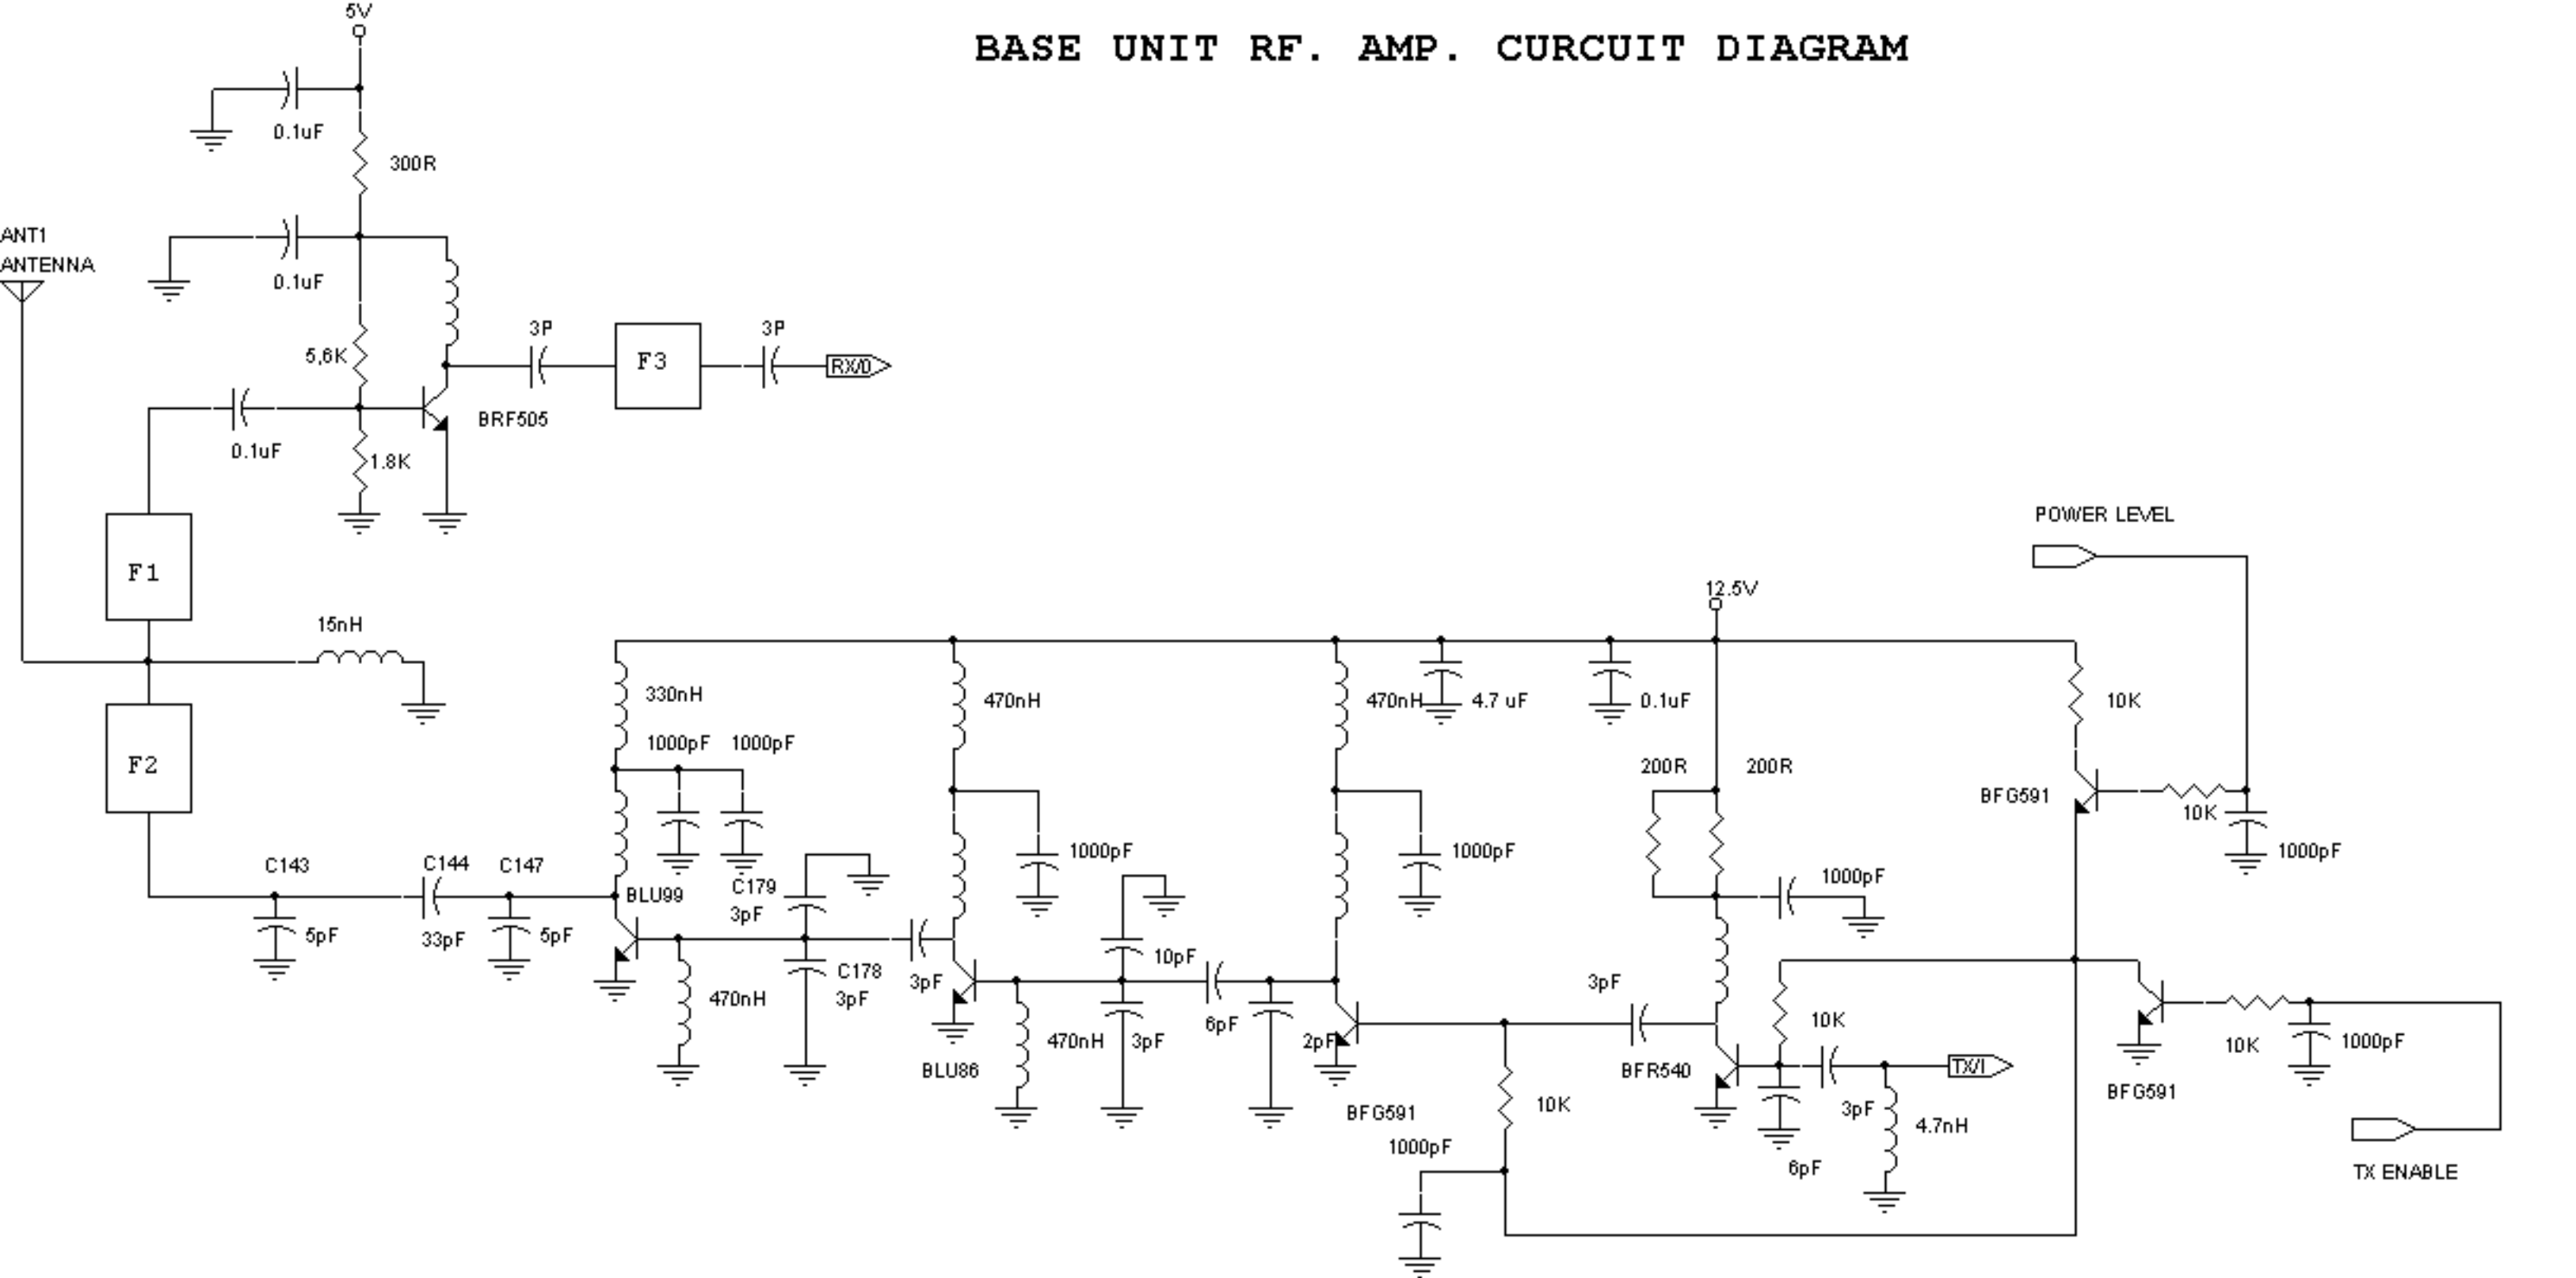 5V
BASE UNIT RF. AMP. CURCUIT DIAGRAM
0.1uF
300R
ANT1
ANTENNA
0.1uF
3P
3P
5,6K
F3
RX/0
BRF505
0.1uF
1.8K
POWER LEVEL
F1
12.5V
15nH
330nH
470nH
470nH
4.7 uF
0.1uF
10K
1000pF
1000pF
F2
200R
200R
BFG591
10K
1000pF
1000pF
1000pF
C143
C144
C147
BLU99
C179
3pF
1000pF
5pF
33pF
5pF
10pF
C178
3pF
3pF
3pF
470nH
6pF
10K
470nH
3pF
2pF
10K
1000pF
BLU86
BFR540
TX/I
BFG591
BFG591
10K
3pF
4.7nH
1000pF
6pF
TX ENABLE